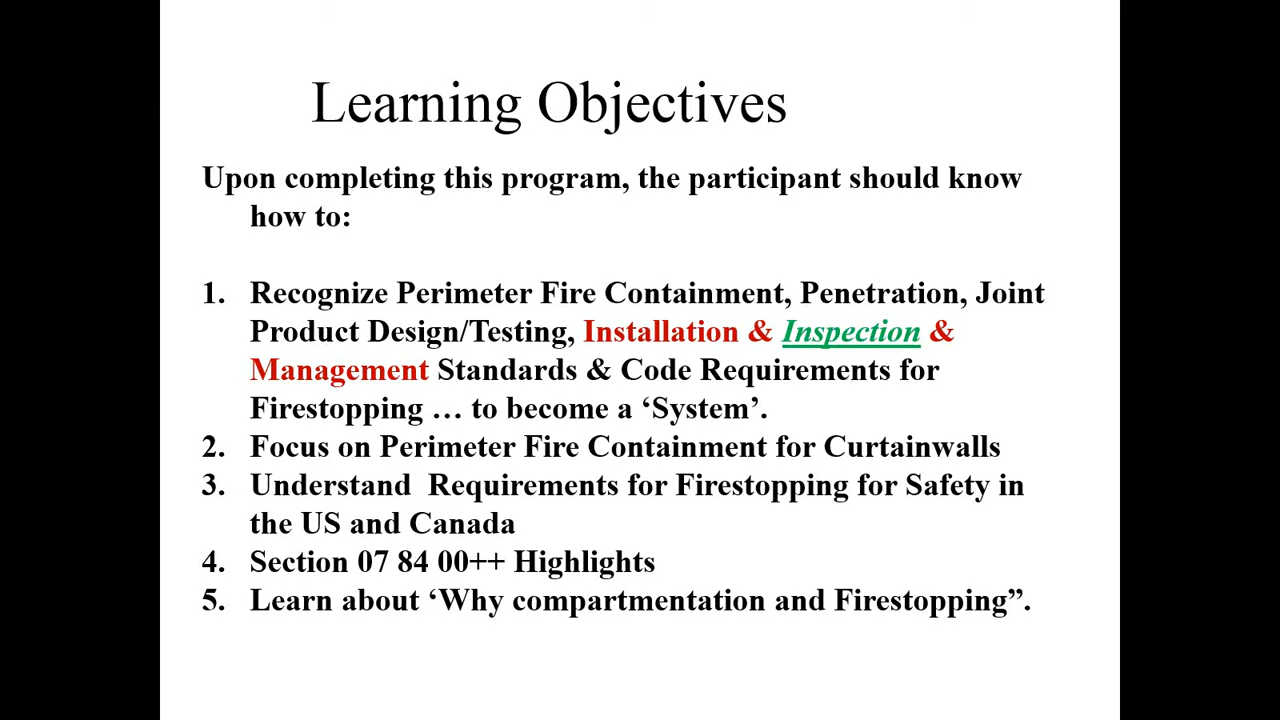 Learning Objectives
Upon completing this program, the participant should know
how to:
1. Recognize Perimeter Fire Containment, Penetration, Joint
Product Design/Testing, Installation & Inspection &
Management Standards & Code Requirements for
Firestopping … to become a ‘System’.
2. Focus on Perimeter Fire Containment for Curtainwalls
3. Understand  Requirements for Firestopping for Safety in
the US and Canada
4. Section 07 84 00++ Highlights
5. Learn about ‘Why compartmentation and Firestopping”.